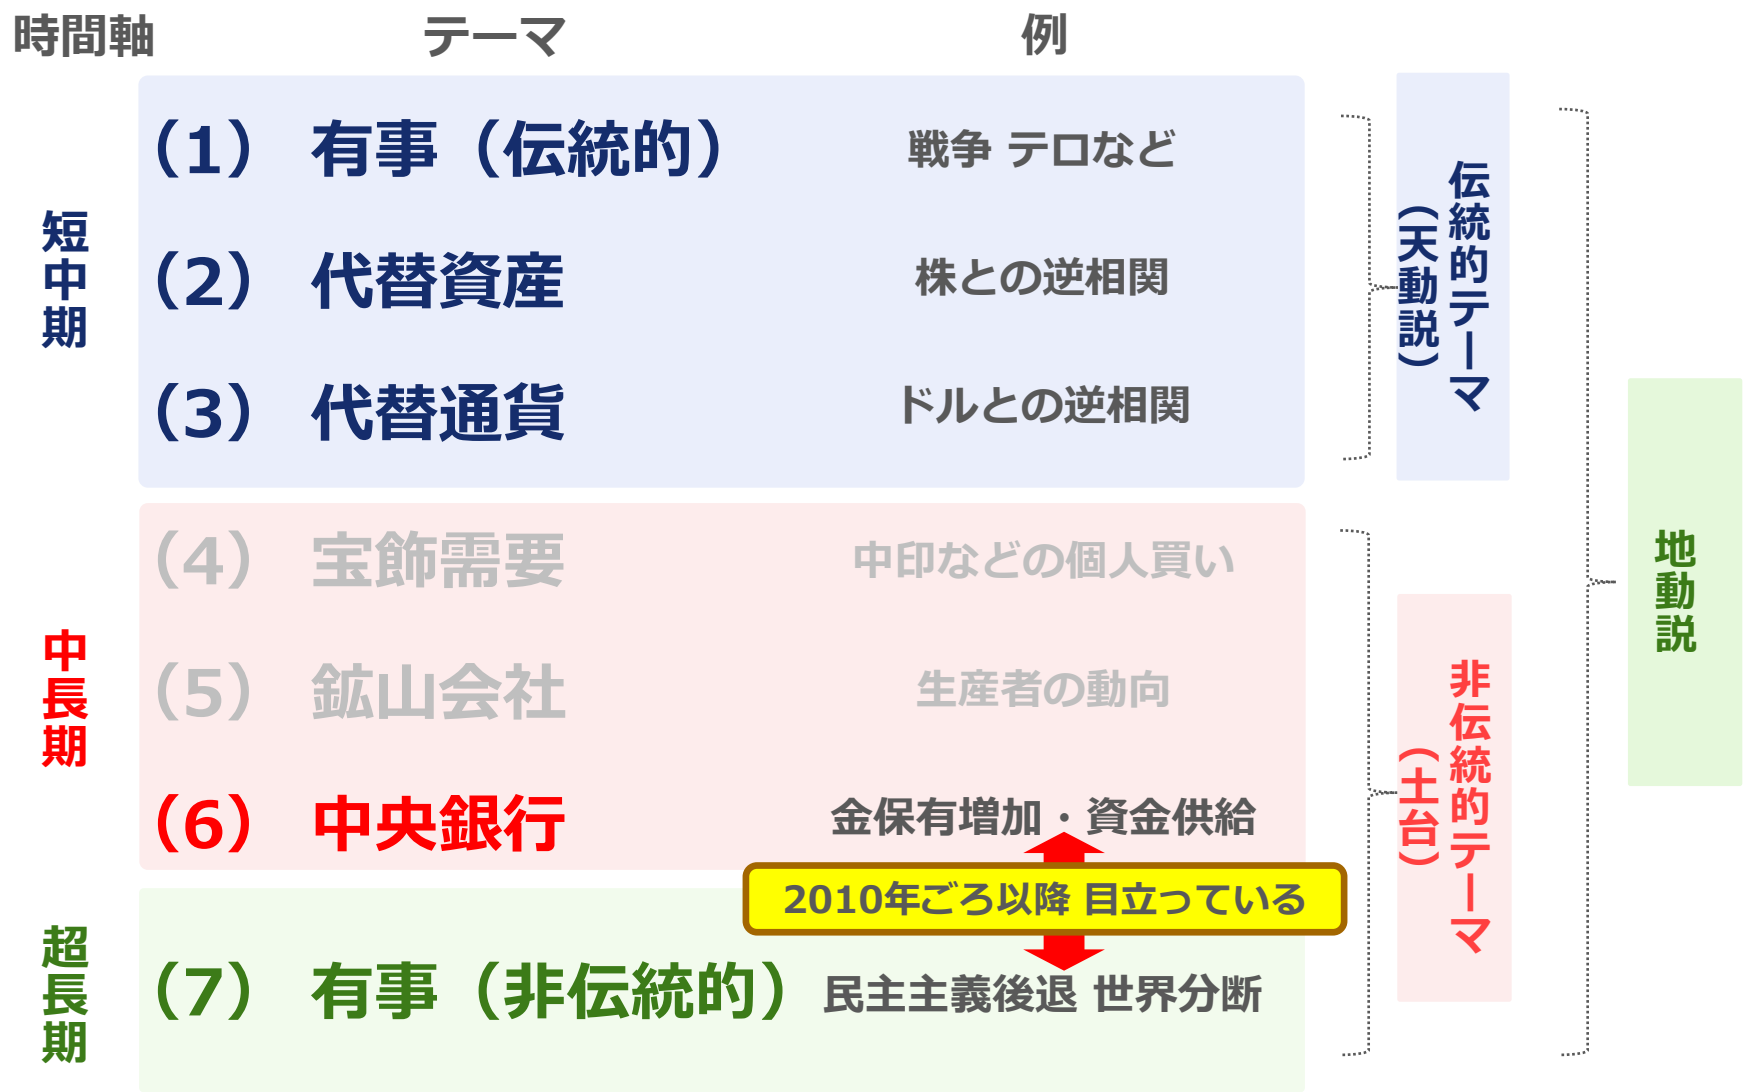 時間軸 テーマ 例
短中期
（1） 有事（伝統的） 戦争 テロなど
（2） 代替資産 株との逆相関
（3） 代替通貨 ドルとの逆相関
伝統的テーマ
（天動説）
中長期
（4） 宝飾需要 中印などの個人買い
（5） 鉱山会社 生産者の動向
（6） 中央銀行 金保有増加・資金供給
2010年ごろ以降 目立っている
超長期
（7） 有事（非伝統的） 民主主義後退 世界分断
非伝統的テーマ
（土台）
地動説